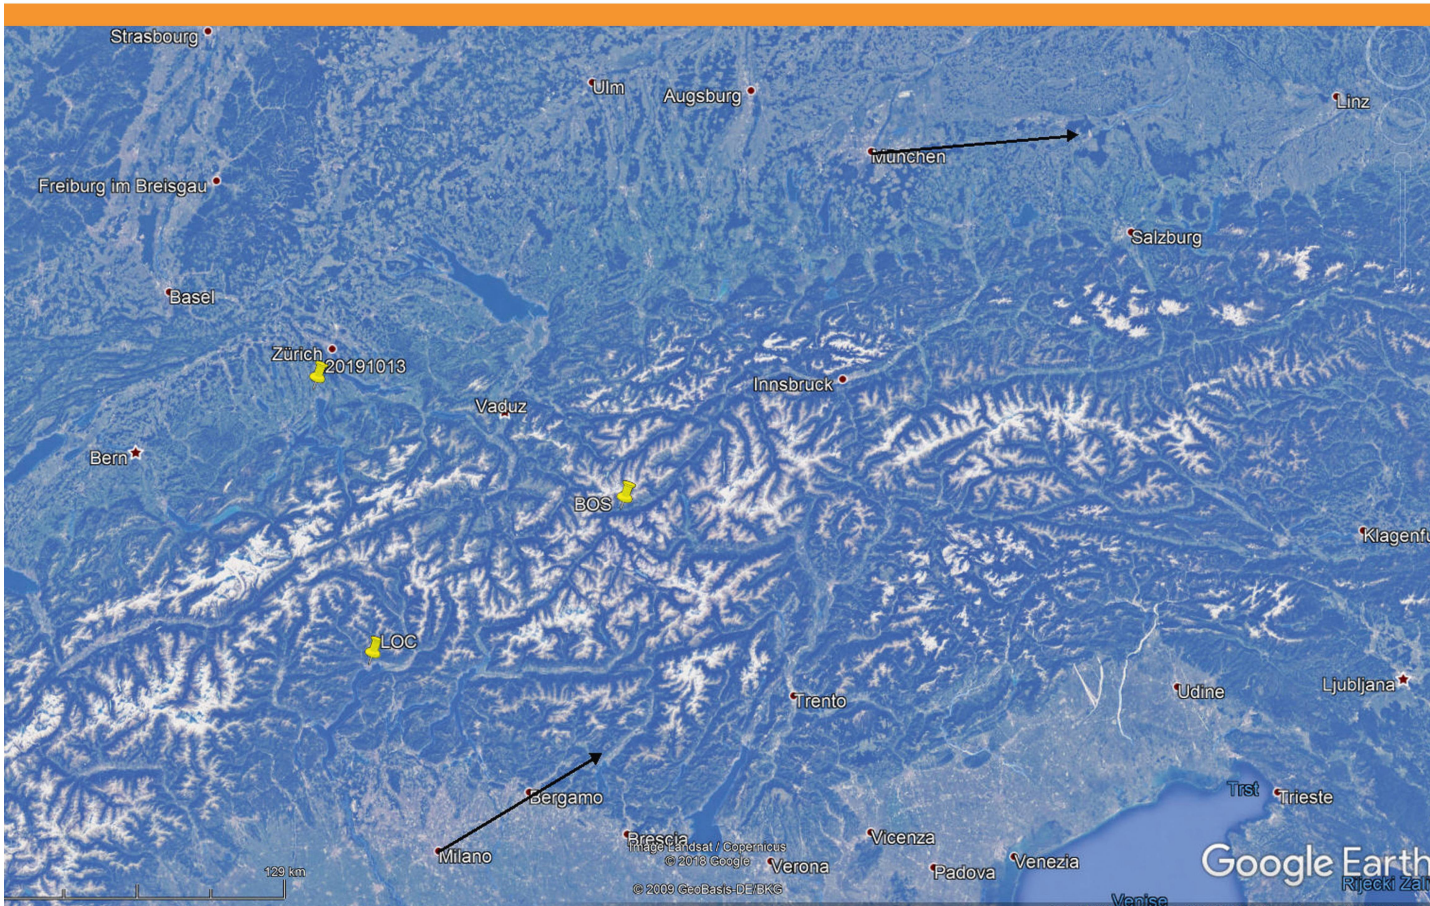 Strasbourg
Ulm
Augsburg
Linz
München
Freiburg im Breisgau
Salzburg
Basel
Zürich
20191013
Innsbruck
Vaduz
Bern
BOS
Klagenfu
LOC
Ljubljana
Udine
Trento
Trst
Trieste
Bergamo
Brescia
Vicenza
Milano
Image Landsat / Copernicus
© 2018 Google
Verona
Padova
Venezia
Google Earth
129 km
© 2009 GeoBasis-DE/BKG
Rijecki Zali
Venise